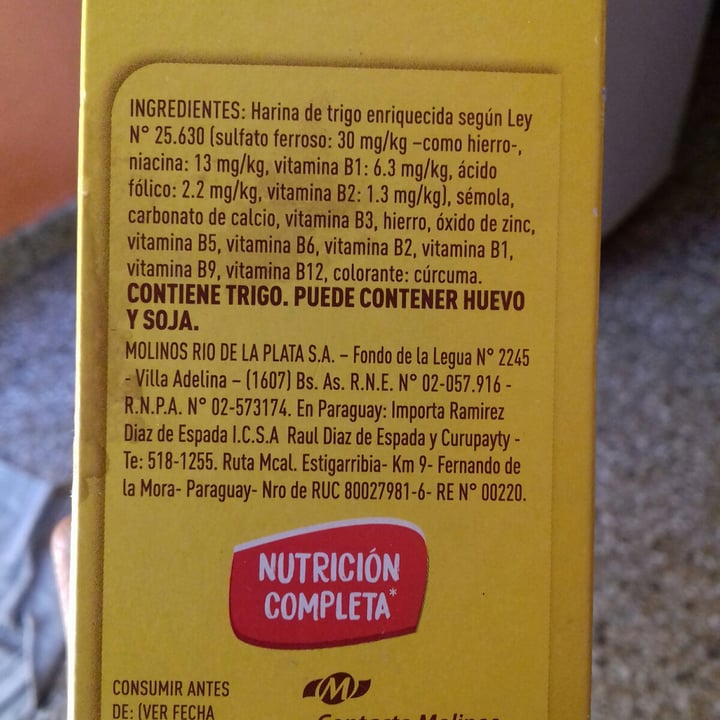 INGREDIENTES: Harina de trigo enriquecida según Ley
N° 25.630 (sulfato ferroso: 30 mg/kg –como hierro-,
niacina: 13 mg/kg, vitamina B1: 6.3 mg/kg, ácido
fólico: 2.2 mg/kg, vitamina B2: 1.3 mg/kg), sémola,
carbonato de calcio, vitamina B3, hierro, óxido de zinc,
vitamina B5, vitamina B6, vitamina B2, vitamina B1,
vitamina B9, vitamina B12, colorante: cúrcuma.
CONTIENE TRIGO. PUEDE CONTENER HUEVO
Y SOJA.
MOLINOS RIO DE LA PLATA S.A. – Fondo de la Legua N° 2245
- Villa Adelina – (1607) Bs. As. R.N.E. N° 02-057.916 -
R.N.P.A. N° 02-573174. En Paraguay: Importa Ramirez
Diaz de Espada I.C.S.A Raul Diaz de Espada y Curupayty -
Te: 518-1255. Ruta Mcal. Estigarribia- Km 9- Fernando de
la Mora- Paraguay- Nro de RUC 80027981-6- RE N° 00220.
NUTRICIÓN
COMPLETA*
CONSUMIR ANTES
DE: (VER FECHA
M
Contacto Molinos